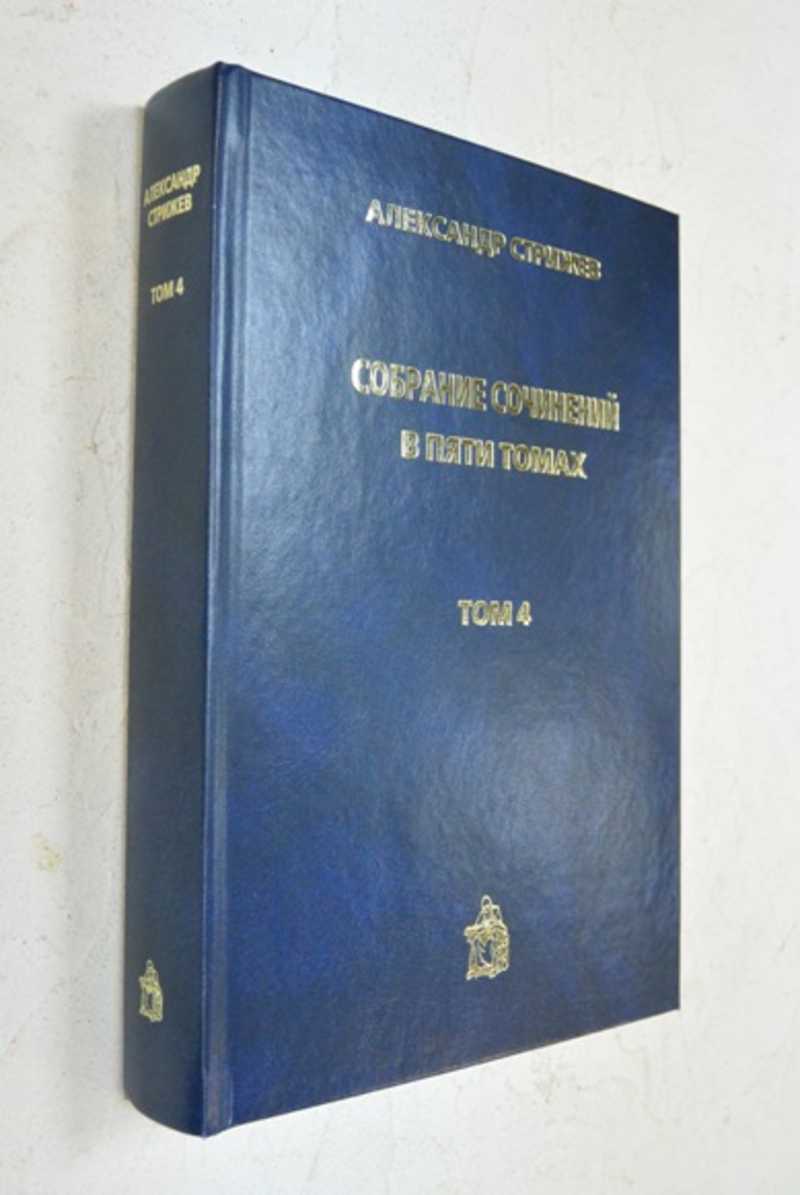 АЛЕКСАНДР
СТРИЖЕВ
ТОМ 4
АЛЕКСАНДР СТРИЖЕВ
СОБРАНИЕ СОЧИНЕНИЙ
В ПЯТИ ТОМАХ
ТОМ 4